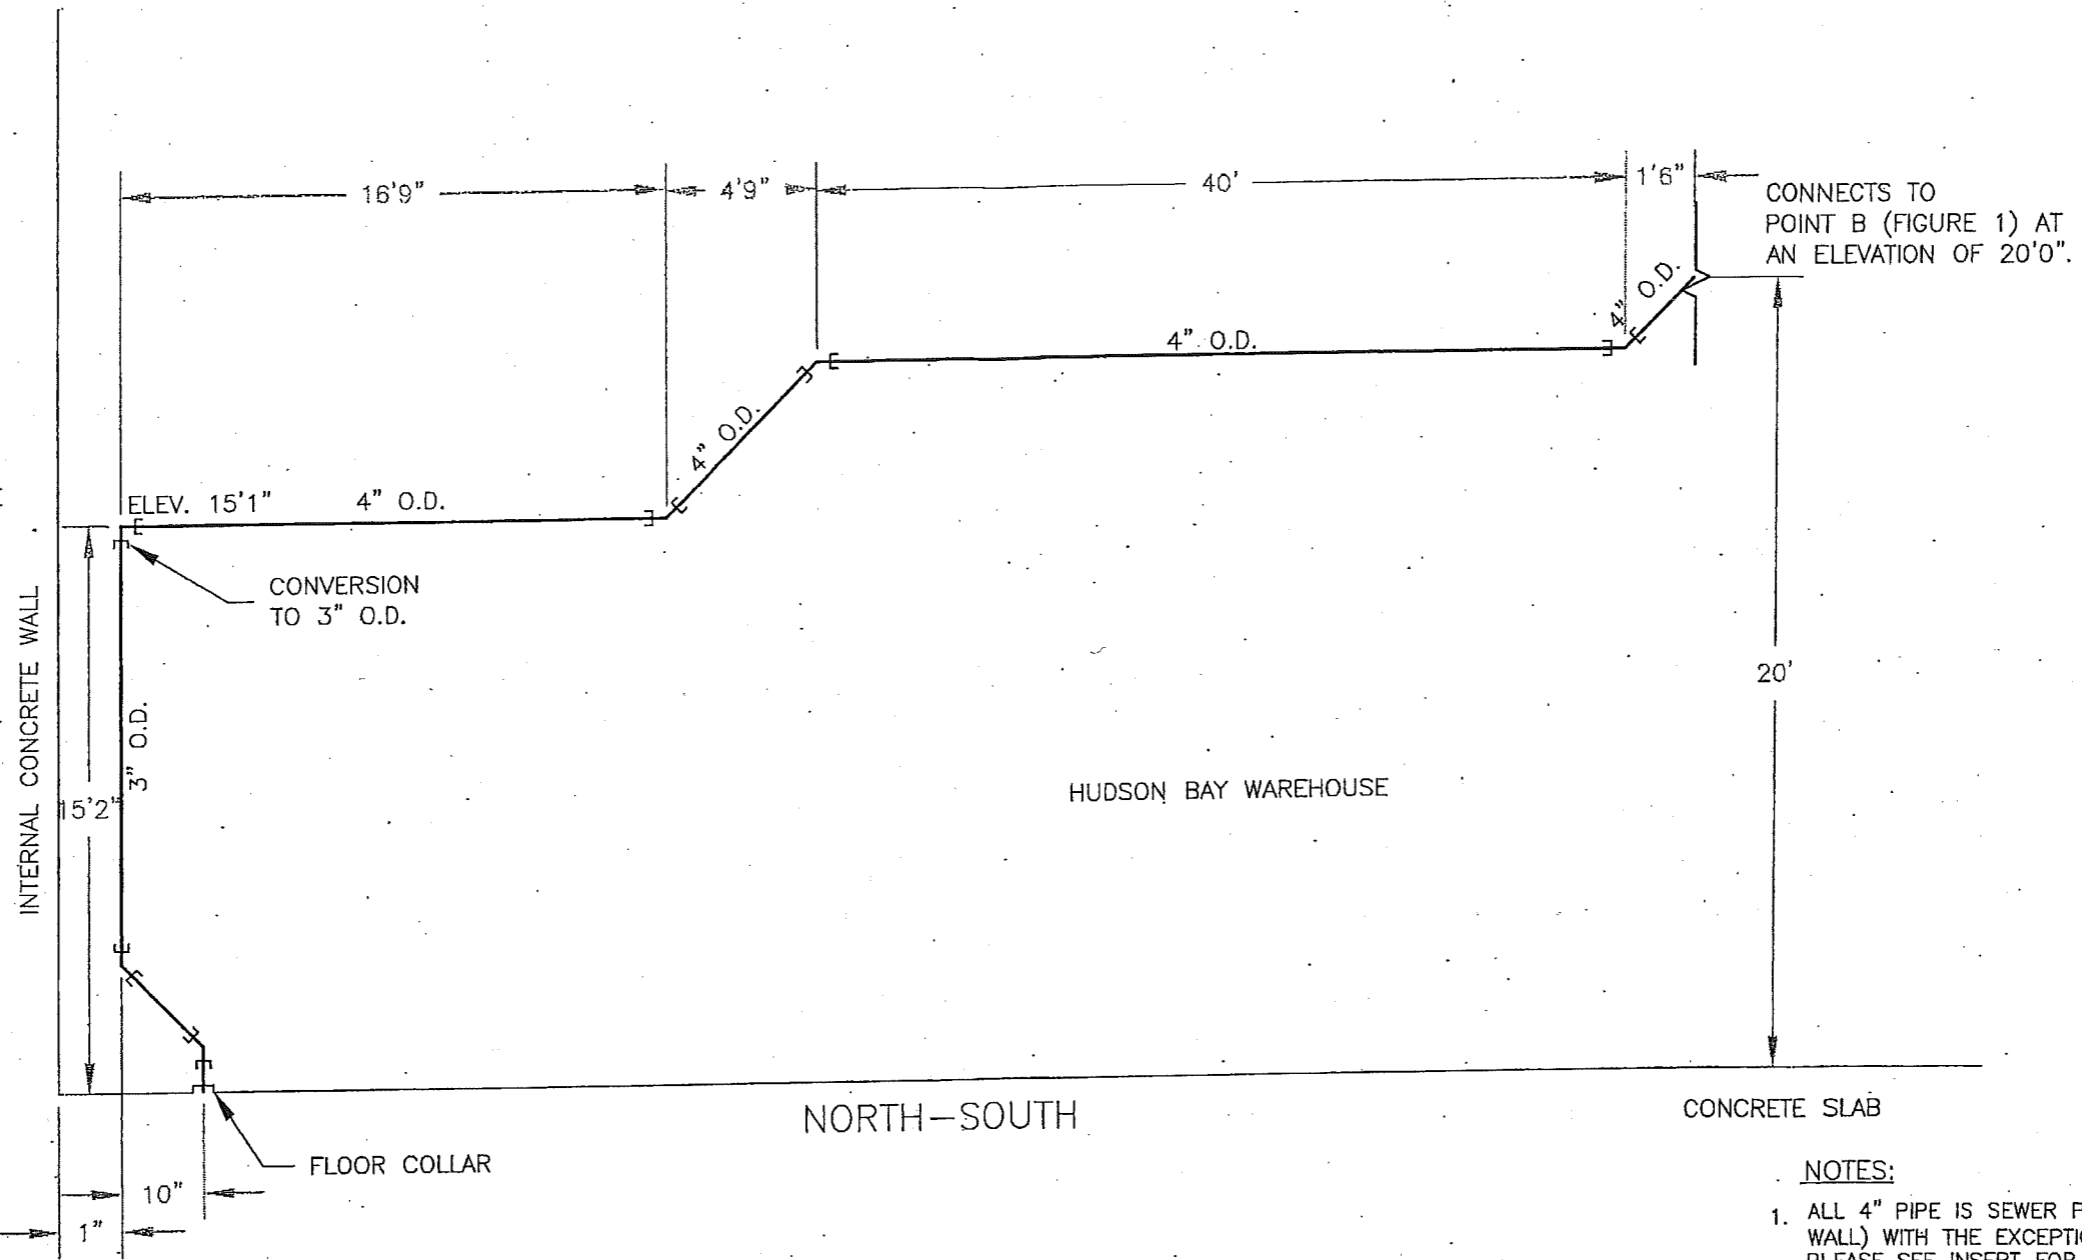 16'9"
4'9"
40'
1'6"
CONNECTS TO
POINT B (FIGURE 1) AT
AN ELEVATION OF 20'0".
4" O.D.
4" O.D.
4" O.D.
ELEV. 15'1"
4" O.D.
CONVERSION
TO 3" O.D.
INTERNAL CONCRETE WALL
3" O.D.
15'2"
20'
HUDSON BAY WAREHOUSE
NORTH-SOUTH
CONCRETE SLAB
FLOOR COLLAR
10"
1"
NOTES:
1. ALL 4" PIPE IS SEWER
WALL) WITH THE